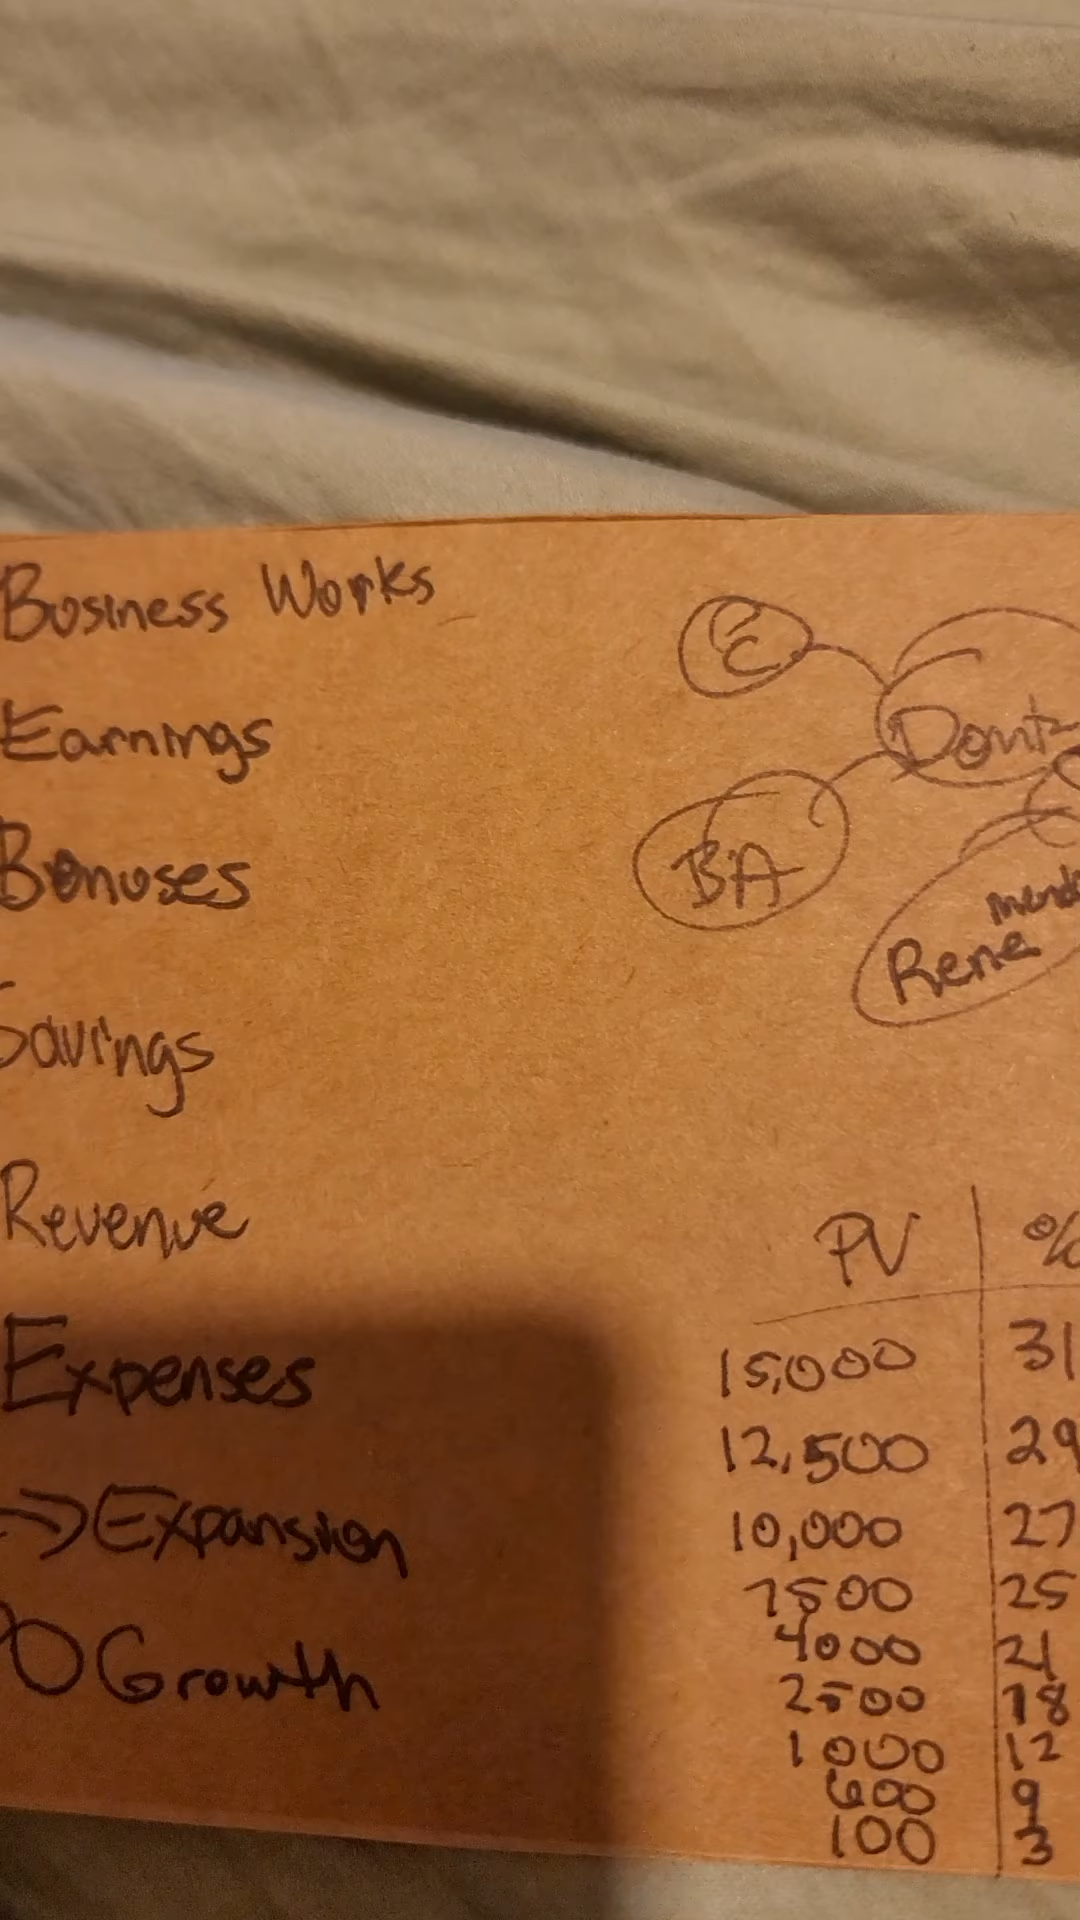 Business Works
Earnings
Bonuses
Savings
Revenue
Expenses
→ Expansion
Growth
E
BA
Rene
PV %
15,000 31
12,500 29
10,000 27
7500 25
4000 21
2500 18
1000 12
600 9
100 3